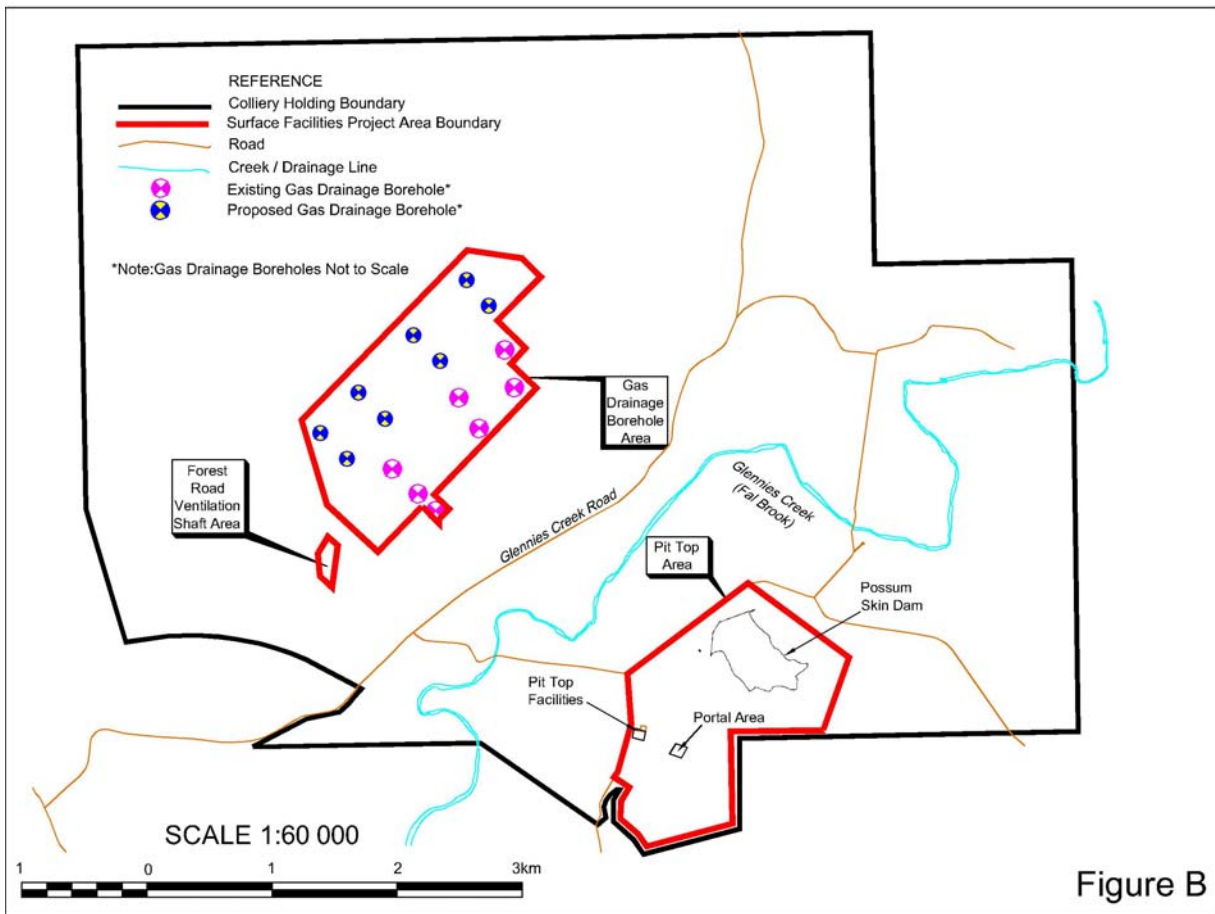 REFERENCE
Colliery Holding Boundary
Surface Facilities Project Area Boundary
Road
Creek / Drainage Line
Existing Gas Drainage Borehole*
Proposed Gas Drainage Borehole*
*Note:Gas Drainage Boreholes Not to Scale
Gas
Drainage
Borehole
Area
Forest
Road
Ventilation
Shaft Area
Glennies Creek Road
Glennies Creek
(Fal Brook)
Pit Top
Area
Possum
Skin Dam
Pit Top
Facilities
Portal Area
SCALE 1:60 000
1 0 1 2 3km
Figure B